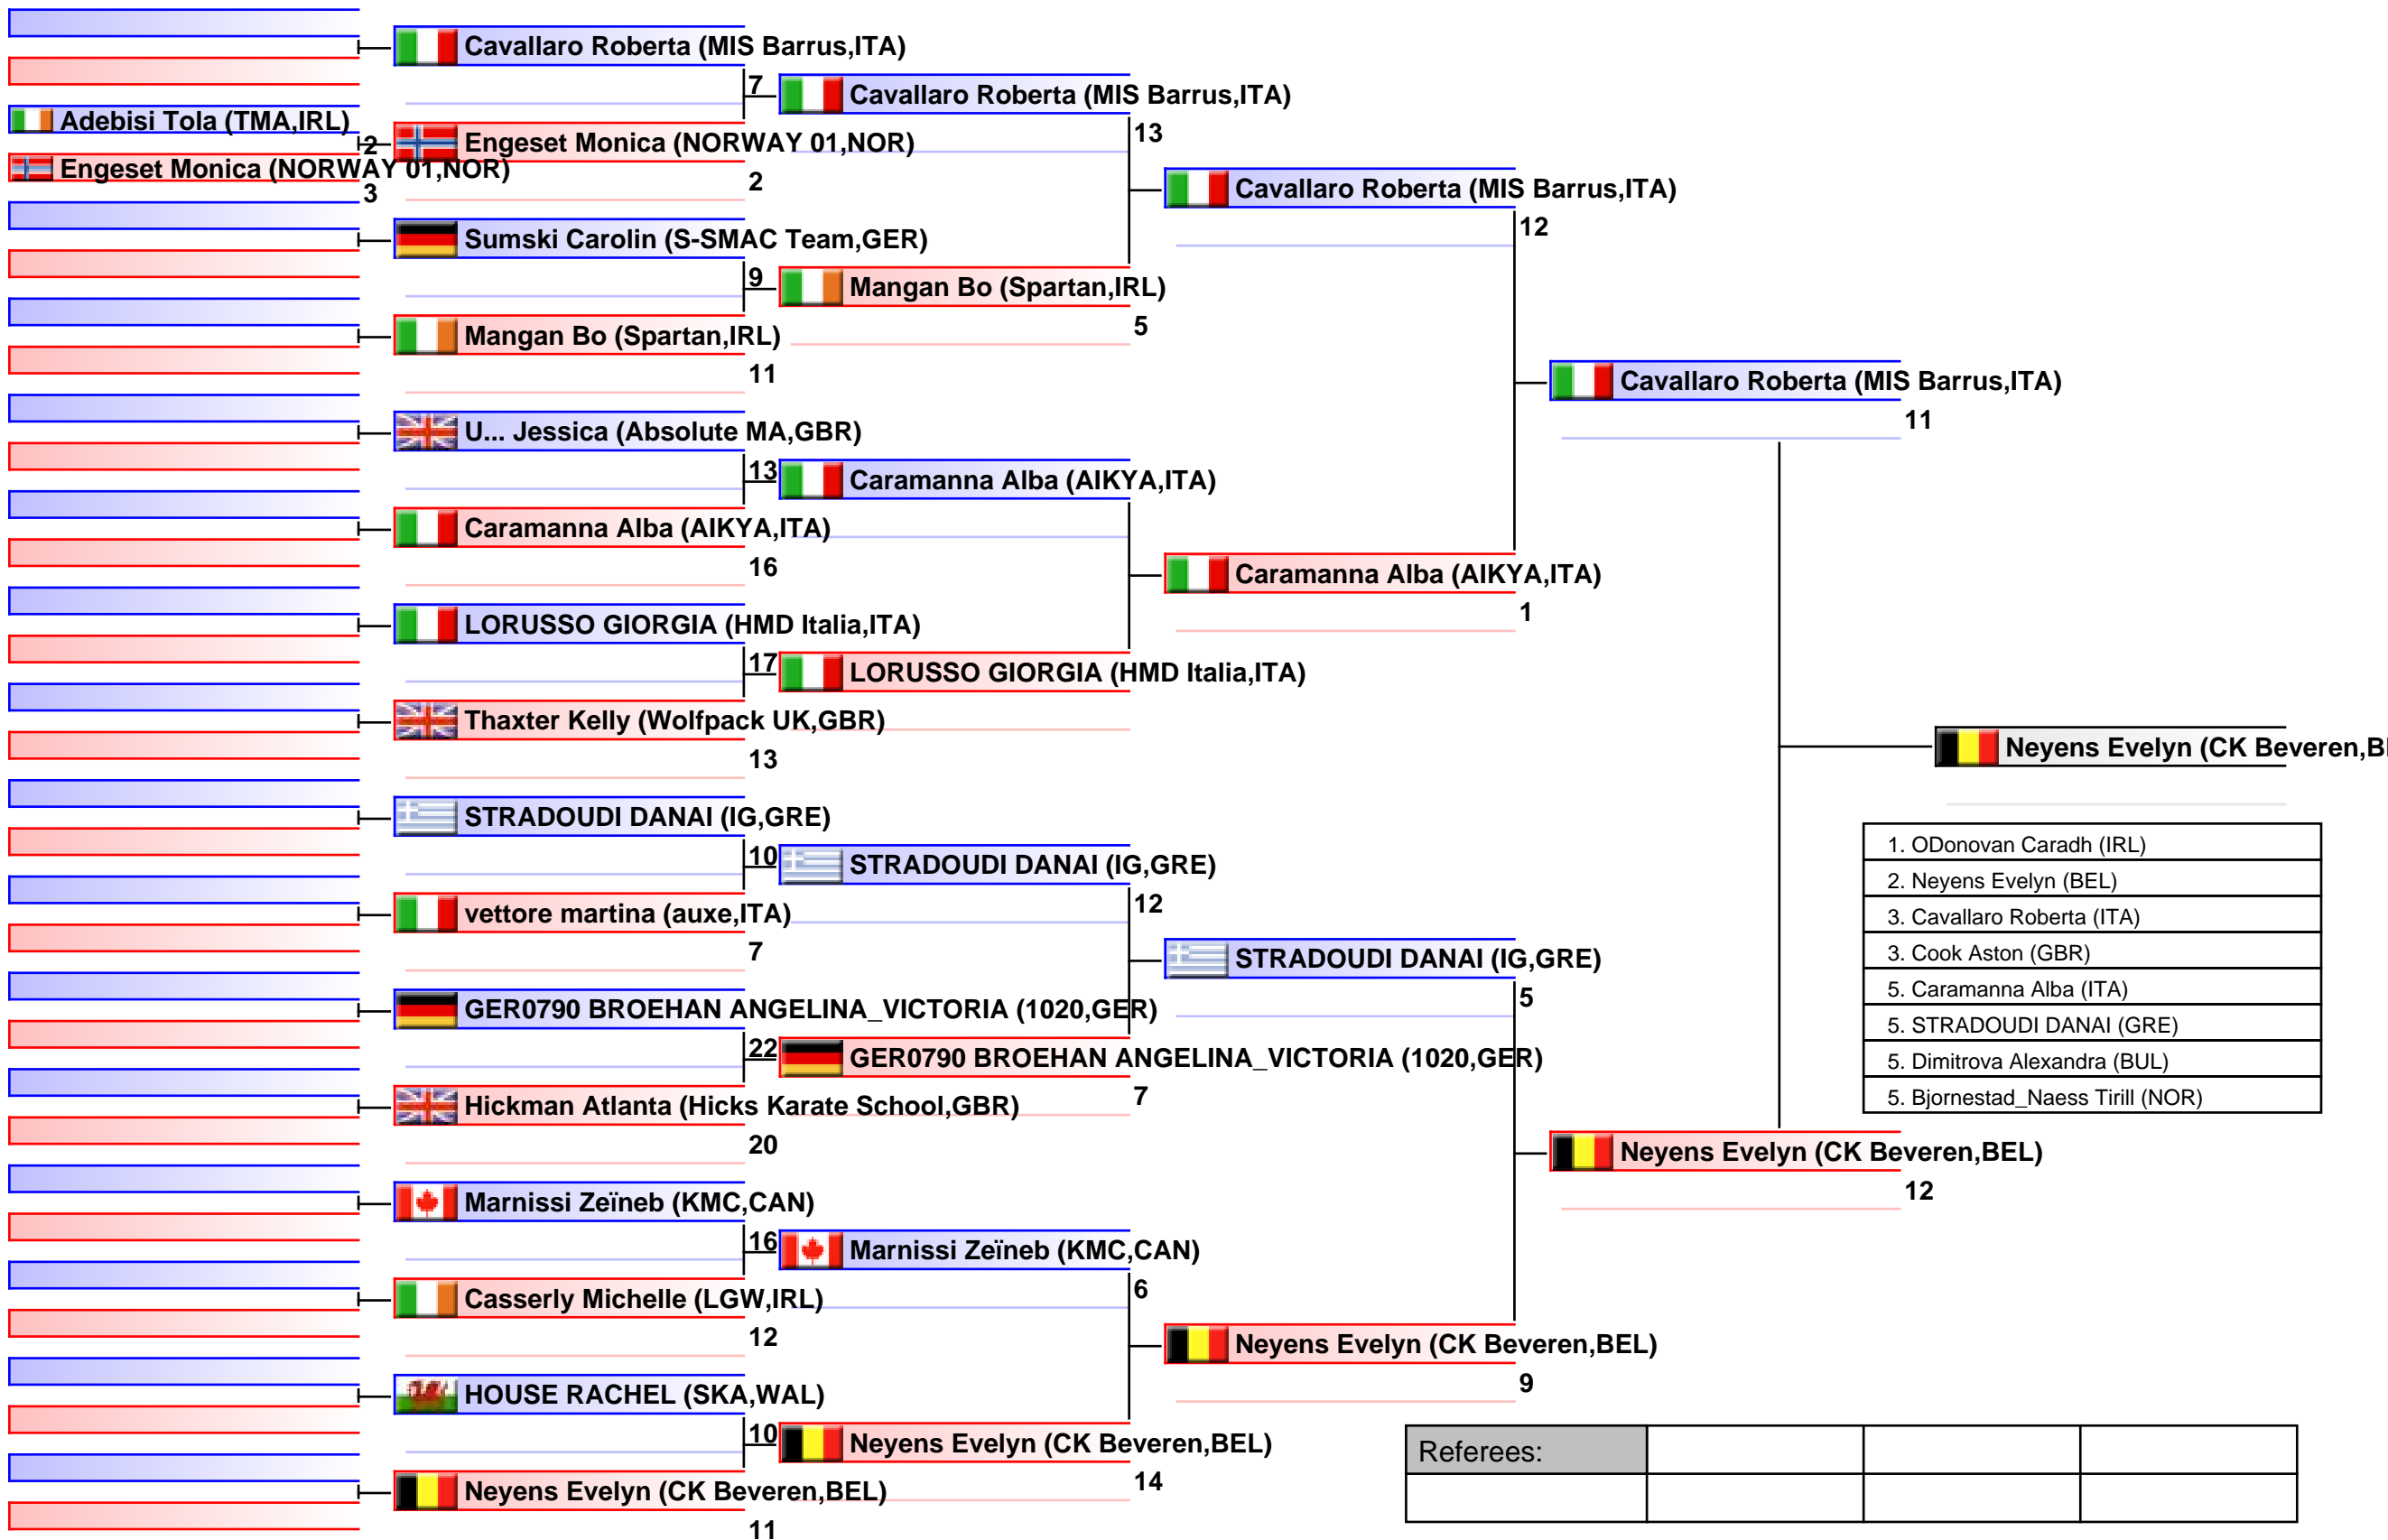 Adebisi Tola (TMA,IRL)
2
Engeset Monica (NORWAY 01,NOR)
3
Cavallaro Roberta (MIS Barrus,ITA)
7
Engeset Monica (NORWAY 01,NOR)
2
Sumski Carolin (S-SMAC Team,GER)
9
Mangan Bo (Spartan,IRL)
11
U... Jessica (Absolute MA,GBR)
13
Caramanna Alba (AIKYA,ITA)
16
LORUSSO GIORGIA (HMD Italia,ITA)
17
Thaxter Kelly (Wolfpack UK,GBR)
13
STRADOUDI DANAI (IG,GRE)
10
vettore martina (auxe,ITA)
7
GER0790 BROEHAN ANGELINA_VICTORIA (1020,GER)
22
Hickman Atlanta (Hicks Karate School,GBR)
20
Marnissi Zeïneb (KMC,CAN)
16
Casserly Michelle (LGW,IRL)
12
HOUSE RACHEL (SKA,WAL)
10
Neyens Evelyn (CK Beveren,BEL)
11
Cavallaro Roberta (MIS Barrus,ITA)
13
Mangan Bo (Spartan,IRL)
5
Caramanna Alba (AIKYA,ITA)
LORUSSO GIORGIA (HMD Italia,ITA)
STRADOUDI DANAI (IG,GRE)
12
GER0790 BROEHAN ANGELINA_VICTORIA (1020,GER)
7
Marnissi Zeïneb (KMC,CAN)
6
Neyens Evelyn (CK Beveren,BEL)
14
Cavallaro Roberta (MIS Barrus,ITA)
12
Caramanna Alba (AIKYA,ITA)
1
STRADOUDI DANAI (IG,GRE)
5
Neyens Evelyn (CK Beveren,BEL)
9
Cavallaro Roberta (MIS Barrus,ITA)
11
Neyens Evelyn (CK Beveren,BEL)
12
Neyens Evelyn (CK Beveren,
1. ODonovan Caradh (IRL)
2. Neyens Evelyn (BEL)
3. Cavallaro Roberta (ITA)
3. Cook Aston (GBR)
5. Caramanna Alba (ITA)
5. STRADOUDI DANAI (GRE)
5. Dimitrova Alexandra (BUL)
5. Bjornestad_Naess Tirill (NOR)
Referees: